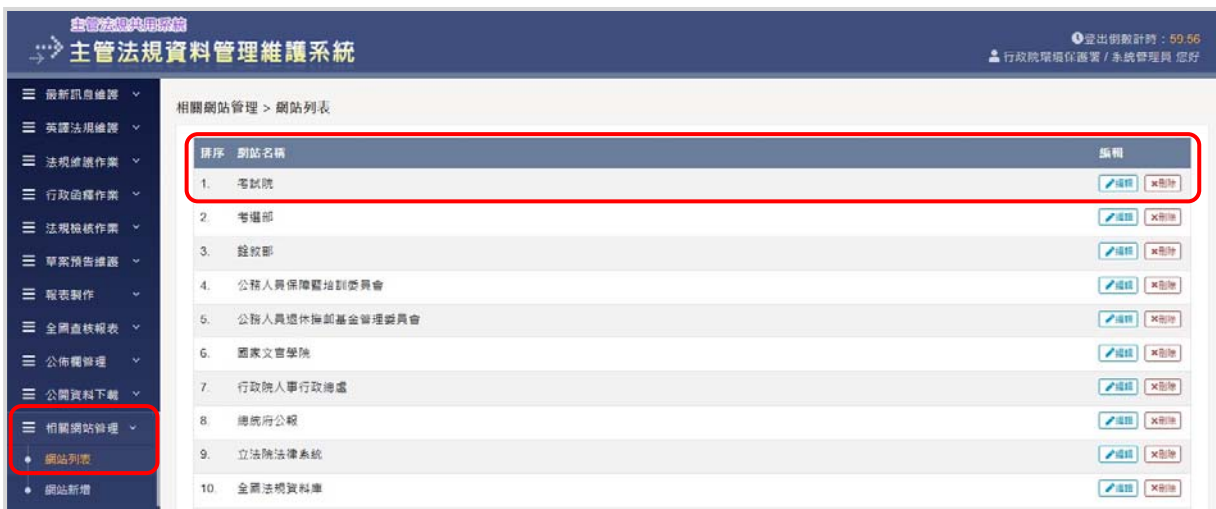 主管法規共用系統
主管法規資料管理維護系統
登出倒數計時：59:56
行政院環境保護署 / 系統管理員 您好
最新訊息維護
英譯法規維護
法規維護作業
行政函釋作業
法規檢核作業
草案預告維護
報表製作
全國查核報表
公佈欄管理
公開資料下載
相關網站管理
網站列表
網站新增
相關網站管理 > 網站列表
排序 網站名稱 編輯
1. 考試院 編輯 刪除
2. 考選部 編輯 刪除
3. 銓敘部 編輯 刪除
4. 公務人員保障暨培訓委員會 編輯 刪除
5. 公務人員退休撫卹基金管理委員會 編輯 刪除
6. 國家文官學院 編輯 刪除
7. 行政院人事行政總處 編輯 刪除
8. 總統府公報 編輯 刪除
9. 立法院法律系統 編輯 刪除
10. 全國法規資料庫 編輯 刪除